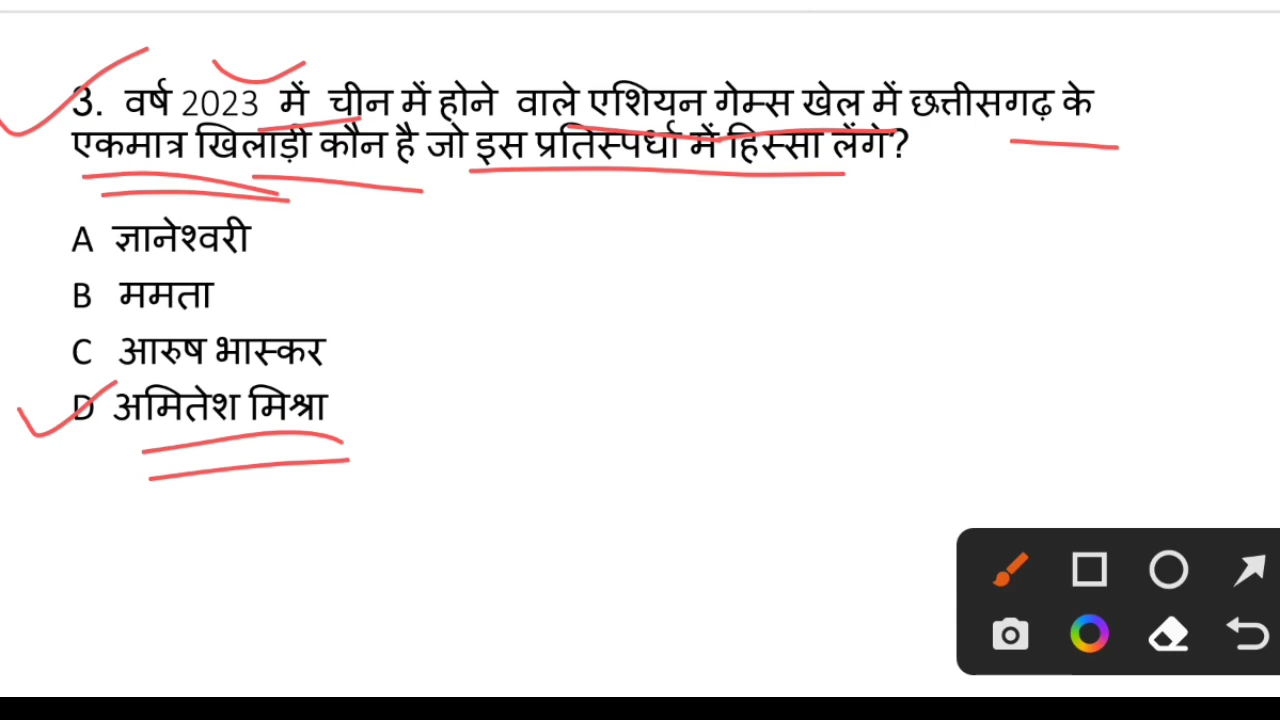 3. वर्ष 2023 में चीन में होने वाले एशियन गेम्स खेल में छत्तीसगढ़ के
एकमात्र खिलाड़ी कौन है जो इस प्रतिस्पर्धा में हिस्सा लेंगे?
A ज्ञानेश्वरी
B ममता
C आरुष भास्कर
D अमितेश मिश्रा